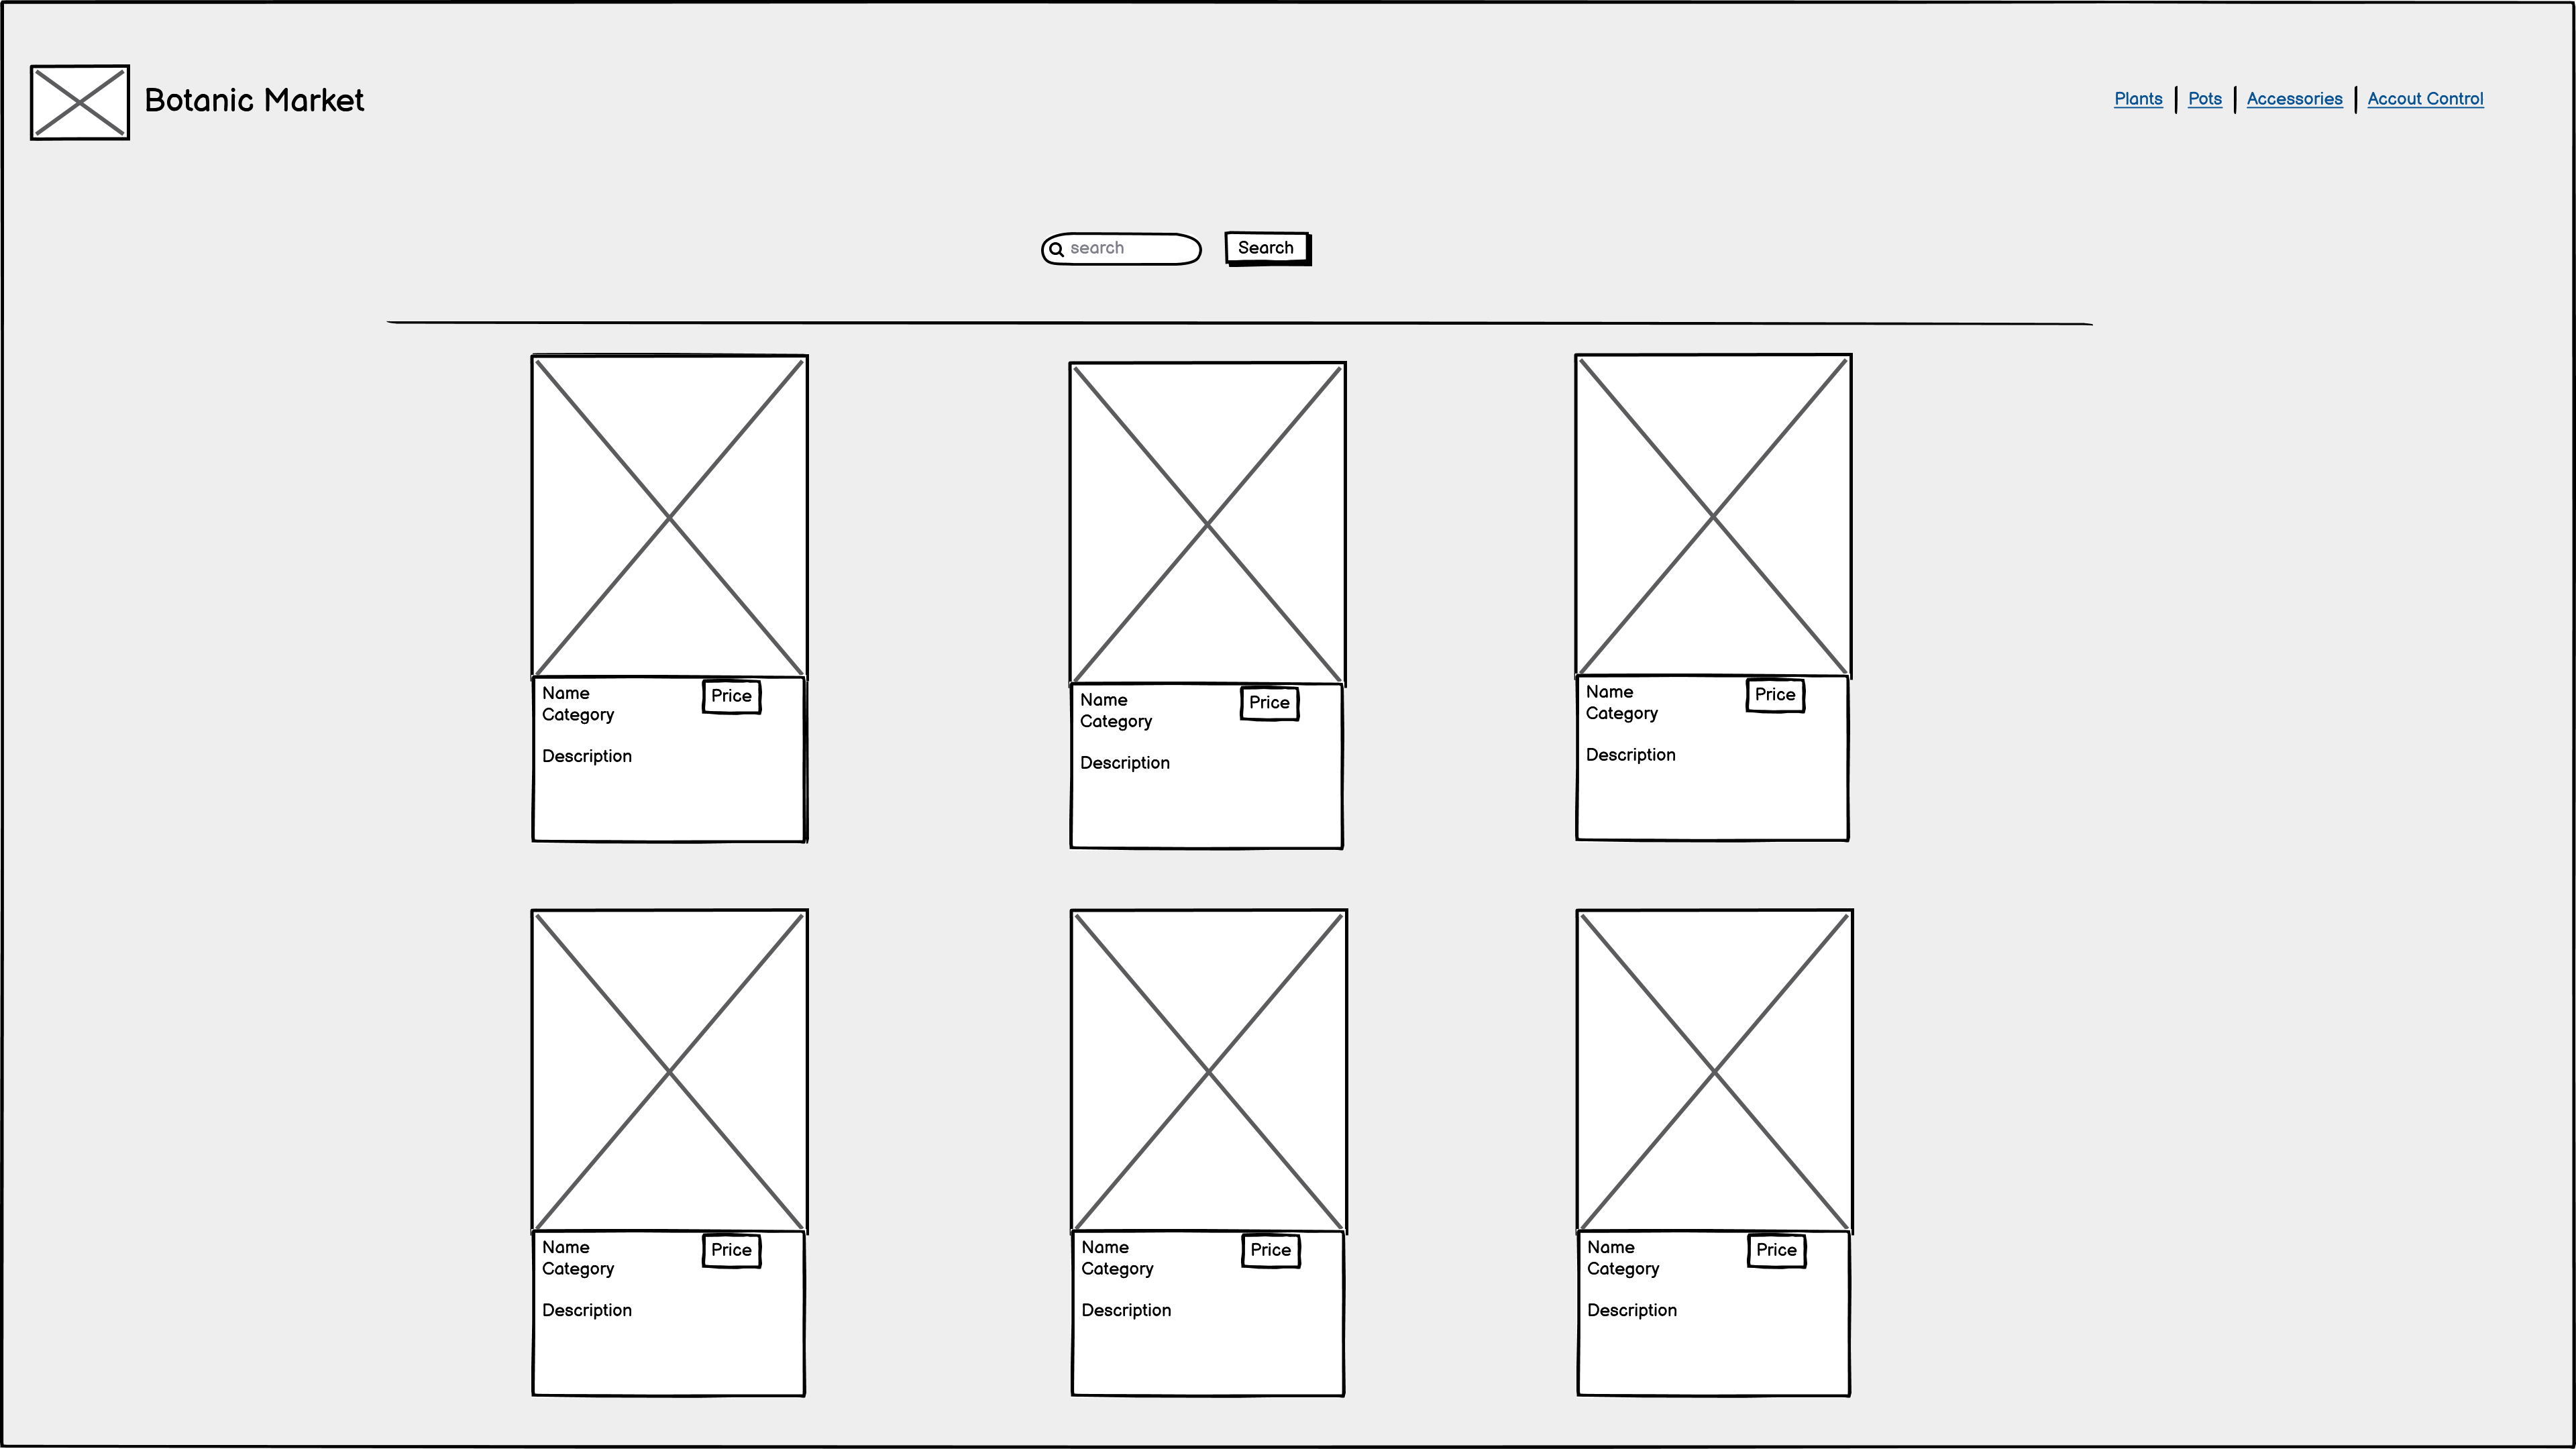 Botanic Market
Plants | Pots | Accessories | Accout Control
search
Search
Name
Price
Category
Description
Name
Price
Category
Description
Name
Price
Category
Description
Name
Price
Category
Description
Name
Price
Category
Description
Name
Price
Category
Description